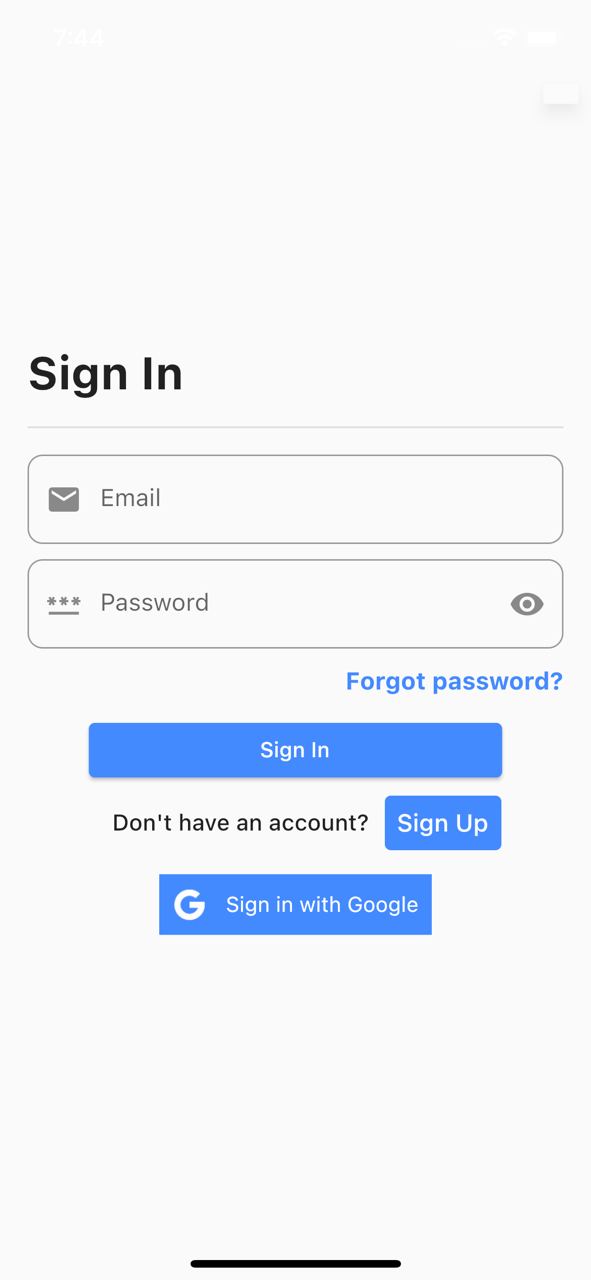 7:44
Sign In
Email
*** Password
Forgot password?
Sign In
Don't have an account? Sign Up
G Sign in with Google